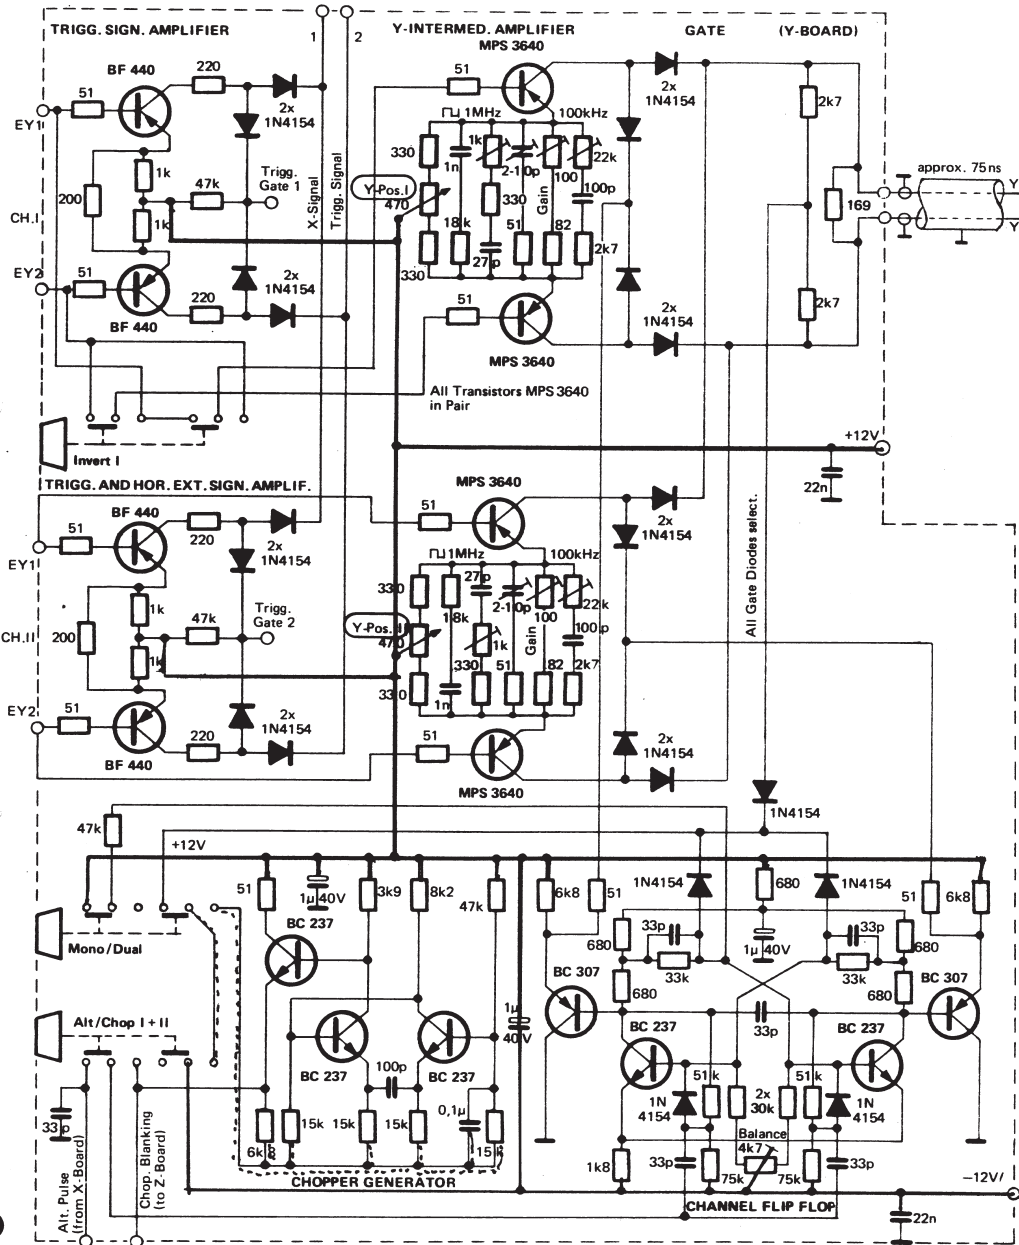 TRIGG. SIGN. AMPLIFIER
1
2
Y-INTERMED. AMPLIFIER
GATE
(Y-BOARD)
MPS 3640
BF 440
220
51
51
2x
1N4154
EY1
1k
200
47k
Trigg.
Gate 1
CH.I
1k
X-Signal
Trigg. Signal
EY2
51
2x
1N4154
220
BF 440
1MHz
100kHz
330
1n
1k
2-10p
100
22k
Y-Pos.I
470
330
100p
Gain
18k
51
82
330
27p
2k7
51
MPS 3640
2x
1N4154
2k7
2x
1N4154
2k7
169
approx. 75ns
Y
Y
All Transistors MPS 3640
in Pair
Invert I
+12V
22n
TRIGG. AND HOR. EXT. SIGN. AMPLIF.
MPS 3640
BF 440
51
220
2x
1N4154
EY1
51
2x
1N4154
1k
200
47k
Trigg.
Gate 2
CH.II
1k
EY2
51
2x
1N4154
220
BF 440
1MHz
100kHz
330
27p
2-10p
100
22k
18k
Y-Pos.II
470
1k
100p
Gain
330
51
82
2k7
330
1n
51
MPS 3640
2x
1N4154
All Gate Diodes select.
1N4154
47k
+12V
51
1µ 40V
3k9
8k2
47k
6k8
51
1N4154
680
1N4154
51
6k8
Mono/Dual
BC 237
33p
680
1µ 40V
33p
680
33k
33k
BC 307
680
680
BC 307
Alt/Chop I + II
1µ
40V
BC 237
33p
BC 237
BC 237
100p
BC 237
51k
51k
1N
4154
2x
30k
1N
4154
33p
0,1µ
Balance
4k7
6k8
15k
15k
15k
15k
1k8
33p
75k
75k
33p
CHOPPER GENERATOR
CHANNEL FLIP FLOP
-12V
22n
Alt. Pulse
(from X-Board)
Chop. Blanking
(to Z-Board)